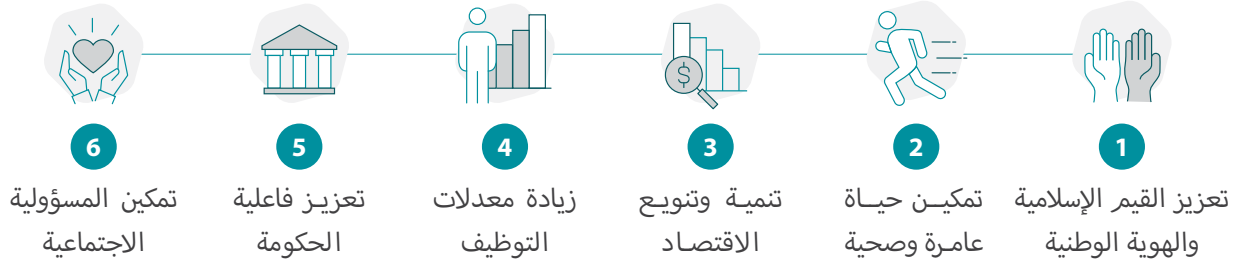 $
1
تعزيز القيم الإسلامية
والهوية الوطنية
2
تمكين حياة
عامرة وصحية
3
تنمية وتنويع
الاقتصاد
4
زيادة معدلات
التوظيف
5
تعزيز فاعلية
الحكومة
6
تمكين المسؤولية
الاجتماعية